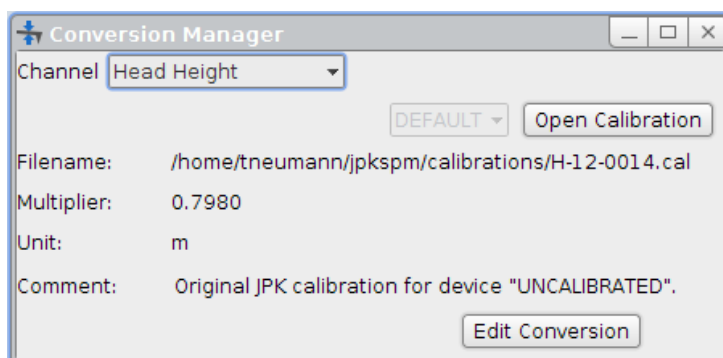 Conversion Manager
Channel Head Height
DEFAULT Open Calibration
Filename: /home/tneumann/jpkspm/calibrations/H-12-0014.cal
Multiplier: 0.7980
Unit: m
Comment: Original JPK calibration for device "UNCALIBRATED".
Edit Conversion